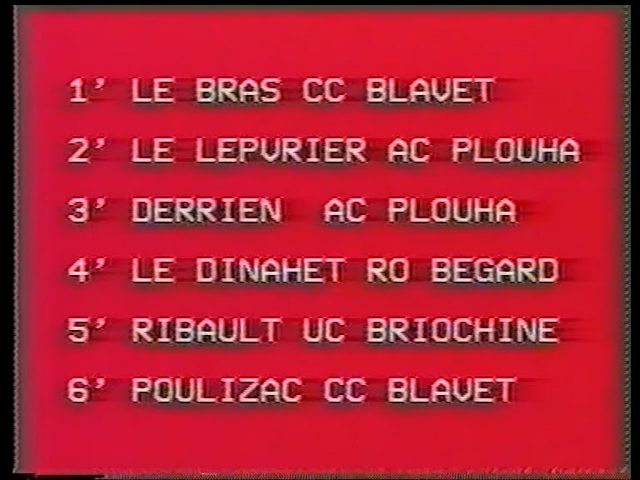 1' LE BRAS CC BLAVET
2' LE LEPVRIER AC PLOUHA
3' DERRIEN  AC PLOUHA
4' LE DINAHET RO BEGARD
5' RIBAULT UC BRIOCHINE
6' POULIZAC CC BLAVET